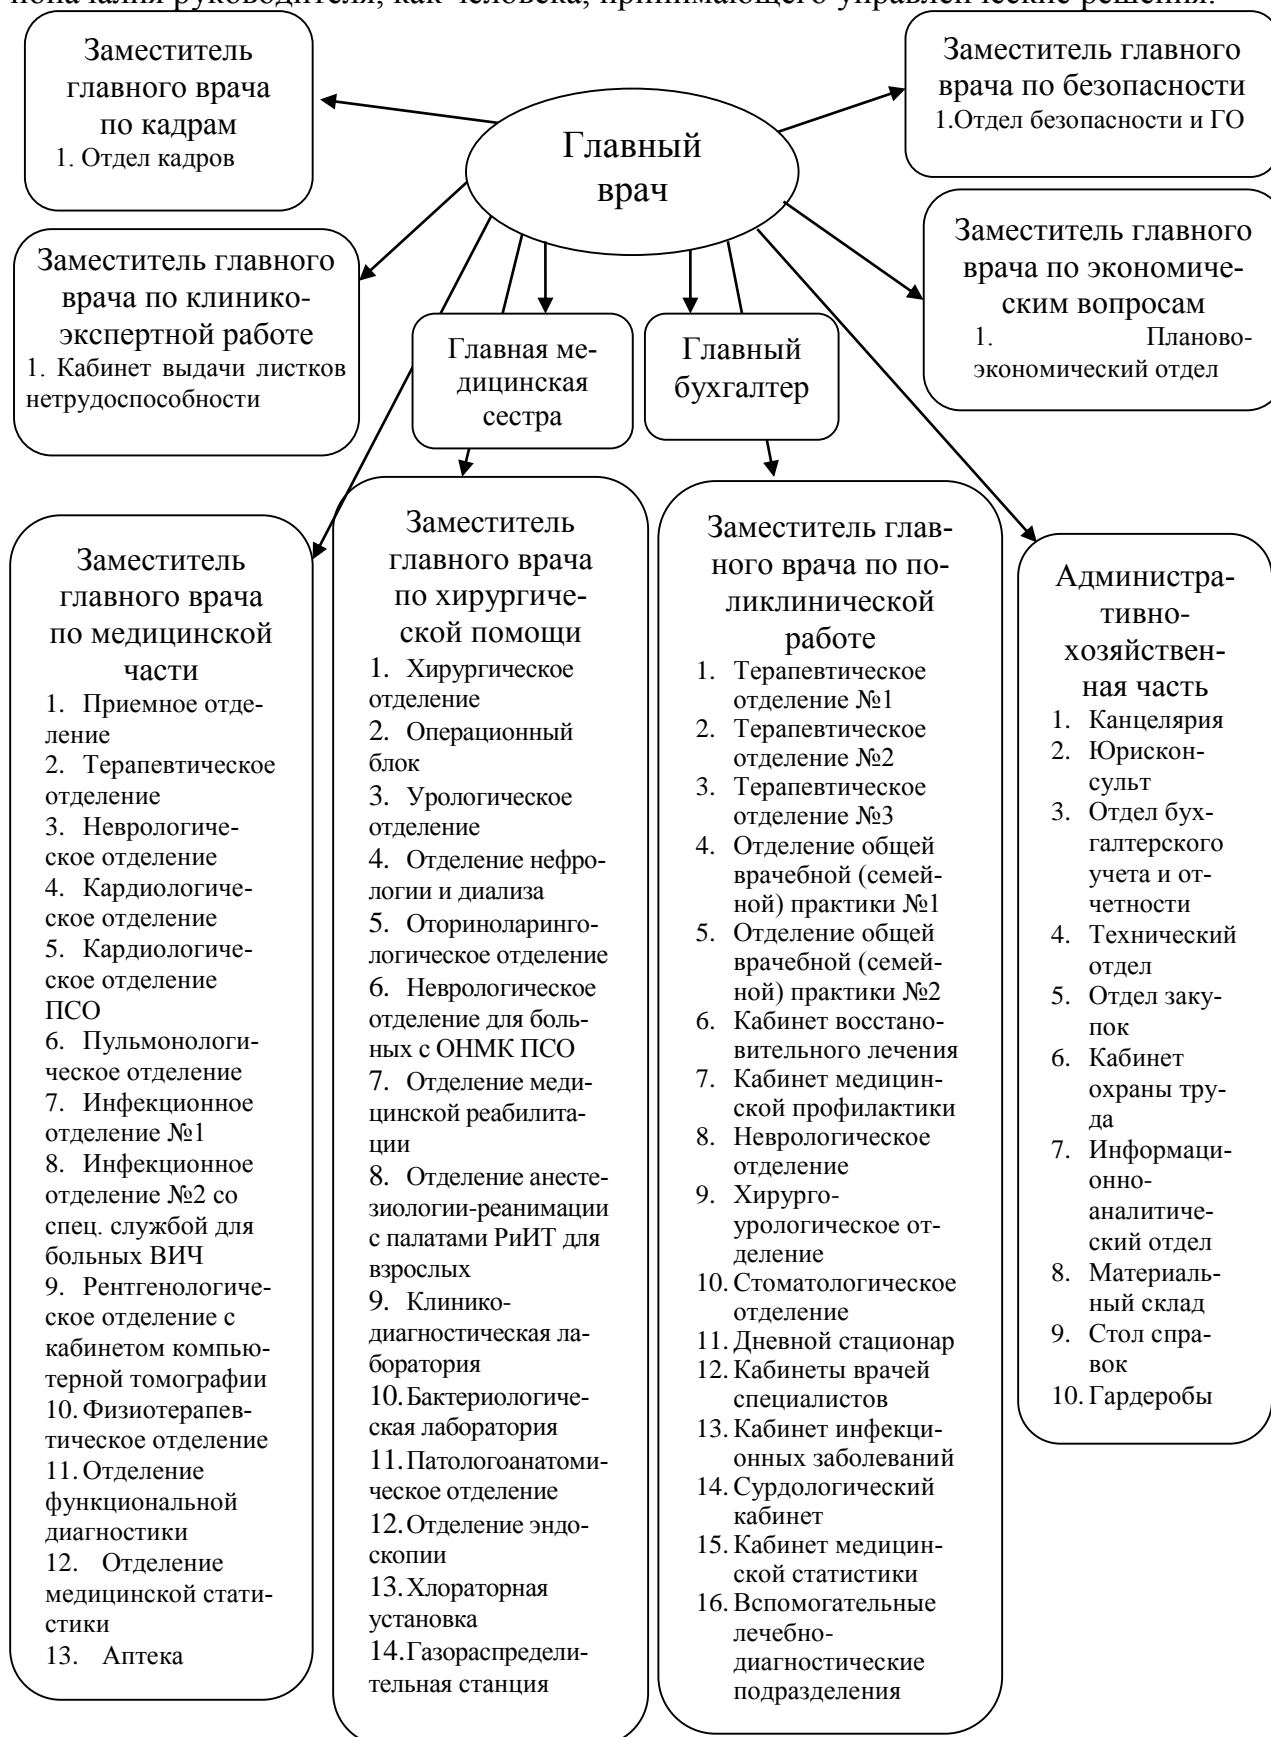 поначалия руководителя, как человека, принимающего управленческие решения.
Заместитель
главного врача
по кадрам
1. Отдел кадров
Главный
врач
Заместитель главного
врача по безопасности
1.Отдел безопасности и ГО
Заместитель главного
врача по клинико-
экспертной работе
1. Кабинет выдачи листков
нетрудоспособности
Главная ме-
дицинская
сестра
Главный
бухгалтер
Заместитель главного
врача по экономиче-
ским вопросам
1. Планово-
экономический отдел
Заместитель
главного врача
по медицинской
части
1. Приемное отде-
ление
2. Терапевтическое
отделение
3. Неврологиче-
ское отделение
4. Кардиологиче-
ское отделение
5. Кардиологиче-
ское отделение
ПСО
6. Пульмонологи-
ческое отделение
7. Инфекционное
отделение №1
8. Инфекционное
отделение №2 со
спец. службой для
больных ВИЧ
9. Рентгенологиче-
ское отделение с
кабинетом компью-
терной томографии
10. Физиотерапев-
тическое отделение
11. Отделение
функциональной
диагностики
12. Отделение
медицинской стати-
стики
13. Аптека
Заместитель
главного врача
по хирургиче-
ской помощи
1. Хирургическое
отделение
2. Операционный
блок
3. Урологическое
отделение
4. Отделение нефро-
логии и диализа
5. Оториноларинго-
логическое отделение
6. Неврологическое
отделение для боль-
ных с ОНМК ПСО
7. Отделение меди-
цинской реабилита-
ции
8. Отделение анесте-
зиологии-реанимации
с палатами РиИТ для
взрослых
9. Клинико-
диагностическая ла-
боратория
10. Бактериологиче-
ская лаборатория
11. Патологоанатоми-
ческое отделение
12. Отделение эндо-
скопии
13. Хлораторная
установка
14. Газораспредели-
тельная станция
Заместитель глав-
ного врача по по-
ликлинической
работе
1. Терапевтическое
отделение №1
2. Терапевтическое
отделение №2
3. Терапевтическое
отделение №3
4. Отделение общей
врачебной (семей-
ной) практики №1
5. Отделение общей
врачебной (семей-
ной) практики №2
6. Кабинет восстано-
вительного лечения
7. Кабинет медицин-
ской профилактики
8. Неврологическое
отделение
9. Хирурго-
урологическое от-
деление
10. Стоматологическое
отделение
11. Дневной стационар
12. Кабинеты врачей
специалистов
13. Кабинет инфекци-
онных заболеваний
14. Сурдологический
кабинет
15. Кабинет медицин-
ской статистики
16. Вспомогательные
лечебно-
диагностические
подразделения
Администра-
тивно-
хозяйствен-
ная часть
1. Канцелярия
2. Юрискон-
сульт
3. Отдел бух-
галтерского
учета и от-
четности
4. Технический
отдел
5. Отдел заку-
пок
6. Кабинет
охраны тру-
да
7. Информаци-
онно-
аналитиче-
ский отдел
8. Материаль-
ный склад
9. Стол спра-
вок
10. Гардеробы